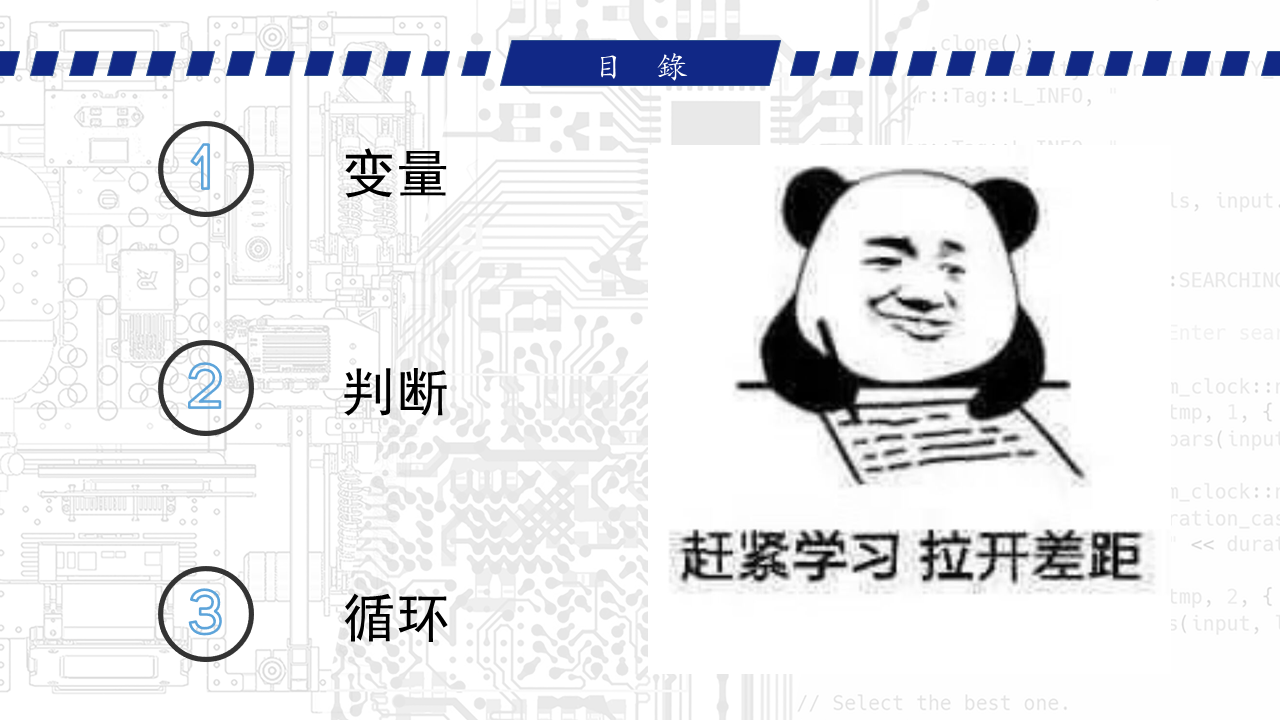 目 錄
.clone();
r::Tag::L_INFO, "
1
变量
ls, input.
:SEARCHING
Enter sear
2
判断
m_clock::n
tmp, 1, {
pars(input
m_clock::n
ration_cas
" << durat
赶紧学习 拉开差距
3
循环
tmp, 2, {
s(input, l
// Select the best one.